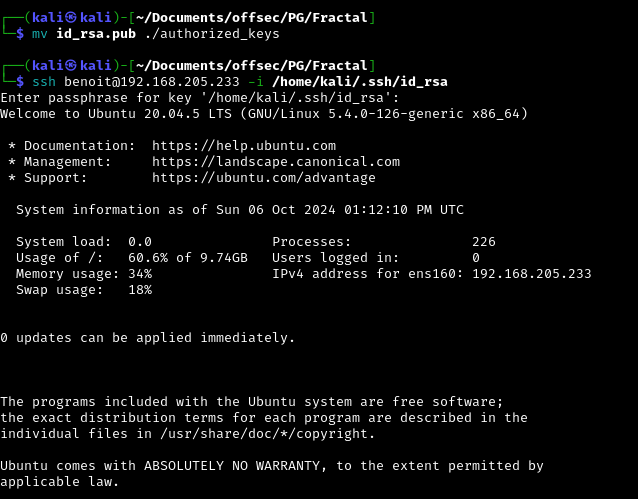 ┌──(kali㉿kali)-[~/Documents/offsec/PG/Fractal]
└─$ mv id_rsa.pub ./authorized_keys
┌──(kali㉿kali)-[~/Documents/offsec/PG/Fractal]
└─$ ssh benoit@192.168.205.233 -i /home/kali/.ssh/id_rsa
Enter passphrase for key '/home/kali/.ssh/id_rsa':
Welcome to Ubuntu 20.04.5 LTS (GNU/Linux 5.4.0-126-generic x86_64)
* Documentation:  https://help.ubuntu.com
* Management:     https://landscape.canonical.com
* Support:        https://ubuntu.com/advantage
System information as of Sun 06 Oct 2024 01:12:10 PM UTC
System load:  0.0               Processes:               226
Usage of /:   60.6% of 9.74GB   Users logged in:         0
Memory usage: 34%               IPv4 address for ens160: 192.168.205.233
Swap usage:   18%
0 updates can be applied immediately.
The programs included with the Ubuntu system are free software;
the exact distribution terms for each program are described in the
individual files in /usr/share/doc/*/copyright.
Ubuntu comes with ABSOLUTELY NO WARRANTY, to the extent permitted by
applicable law.